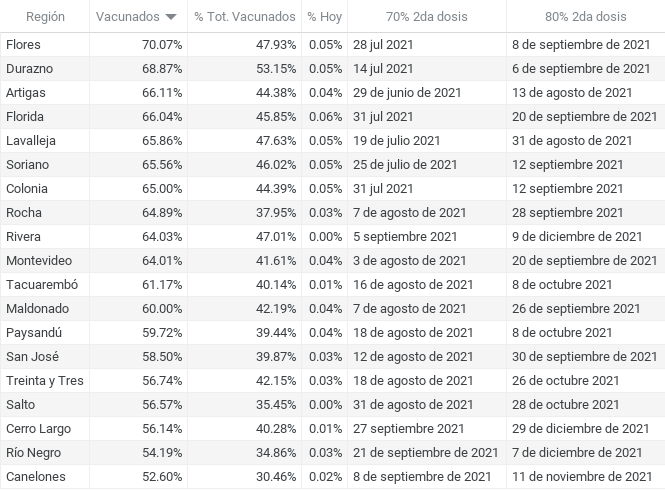 Región Vacunados % Tot. Vacunados % Hoy 70% 2da dosis 80% 2da dosis
Flores 70.07% 47.93% 0.05% 28 jul 2021 8 de septiembre de 2021
Durazno 68.87% 53.15% 0.05% 14 jul 2021 6 de septiembre de 2021
Artigas 66.11% 44.38% 0.04% 29 de junio de 2021 13 de agosto de 2021
Florida 66.04% 45.85% 0.06% 31 jul 2021 20 de septiembre de 2021
Lavalleja 65.86% 47.63% 0.05% 19 de julio 2021 31 de agosto de 2021
Soriano 65.56% 46.02% 0.05% 25 de julio de 2021 12 septiembre 2021
Colonia 65.00% 44.39% 0.05% 31 jul 2021 12 septiembre 2021
Rocha 64.89% 37.95% 0.03% 7 de agosto de 2021 28 septiembre 2021
Rivera 64.03% 47.01% 0.00% 5 septiembre 2021 9 de diciembre de 2021
Montevideo 64.01% 41.61% 0.04% 3 de agosto de 2021 20 de septiembre de 2021
Tacuarembó 61.17% 40.14% 0.01% 16 de agosto de 2021 8 de octubre 2021
Maldonado 60.00% 42.19% 0.04% 7 de agosto de 2021 26 de septiembre 2021
Paysandú 59.72% 39.44% 0.04% 18 de agosto de 2021 8 de octubre 2021
San José 58.50% 39.87% 0.03% 12 de agosto de 2021 30 de septiembre de 2021
Treinta y Tres 56.74% 42.15% 0.03% 18 de agosto de 2021 26 de octubre 2021
Salto 56.57% 35.45% 0.00% 31 de agosto de 2021 28 de octubre 2021
Cerro Largo 56.14% 40.28% 0.01% 27 septiembre 2021 29 de diciembre de 2021
Río Negro 54.19% 34.86% 0.03% 21 de septiembre de 2021 7 de diciembre de 2021
Canelones 52.60% 30.46% 0.02% 8 de septiembre de 2021 11 de noviembre de 2021